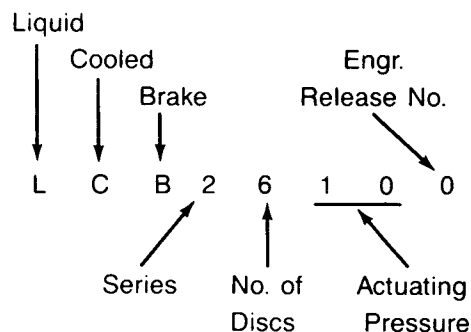 Liquid
Cooled
Engr.
Brake
Release No.
L C B 2 6 1 0 0
Series
No. of
Actuating
Discs
Pressure